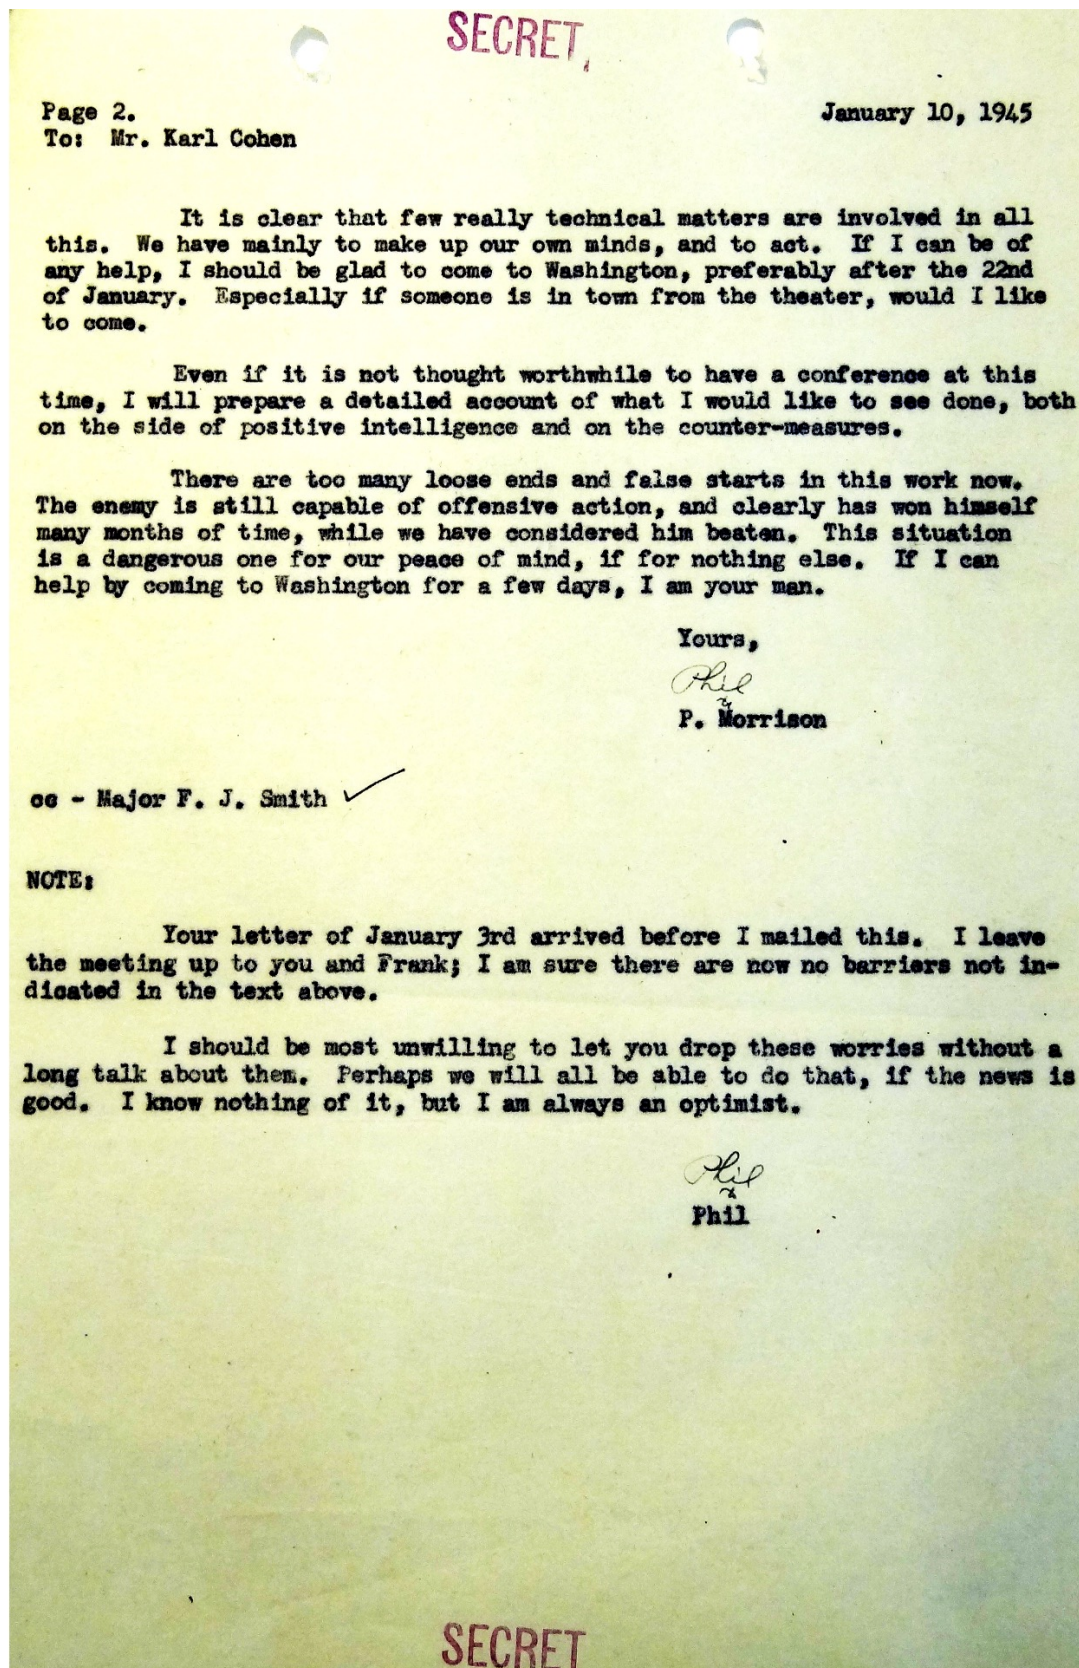 SECRET
Page 2. January 10, 1945
To: Mr. Karl Cohen
It is clear that few really technical matters are involved in all
this. We have mainly to make up our own minds, and to act. If I can be of
any help, I should be glad to come to Washington, preferably after the 22nd
of January. Especially if someone is in town from the theater, would I like
to come.
Even if it is not thought worthwhile to have a conference at this
time, I will prepare a detailed account of what I would like to see done, both
on the side of positive intelligence and on the counter-measures.
There are too many loose ends and false starts in this work now.
The enemy is still capable of offensive action, and clearly has won himself
many months of time, while we have considered him beaten. This situation
is a dangerous one for our peace of mind, if for nothing else. If I can
help by coming to Washington for a few days, I am your man.
Yours,
Phil
P. Morrison
cc - Major F. J. Smith
NOTE:
Your letter of January 3rd arrived before I mailed this. I leave
the meeting up to you and Frank; I am sure there are now no barriers not in-
dicated in the text above.
I should be most unwilling to let you drop these worries without a
long talk about them. Perhaps we will all be able to do that, if the news is
good. I know nothing of it, but I am always an optimist.
Phil
Phil
SECRET